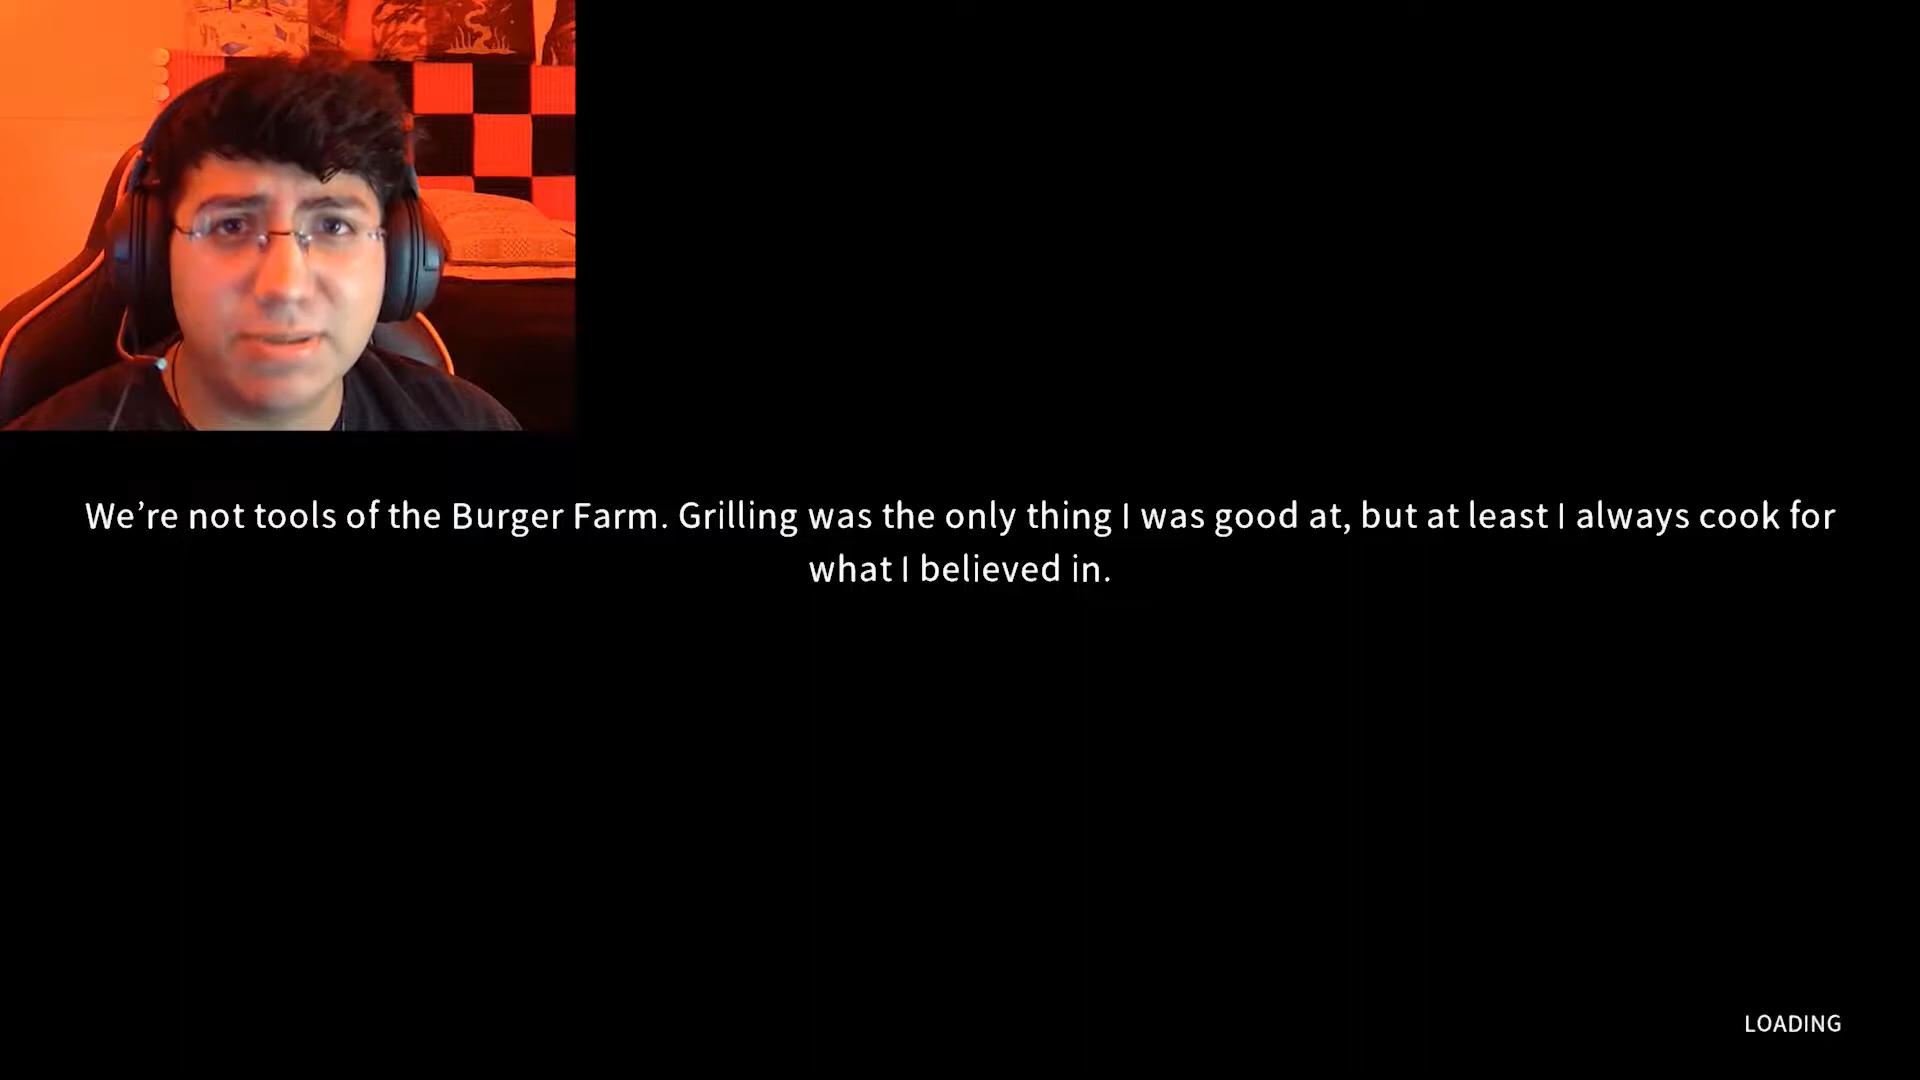 We’re not tools of the Burger Farm. Grilling was the only thing I was good at, but at least I always cook for
what I believed in.
LOADING